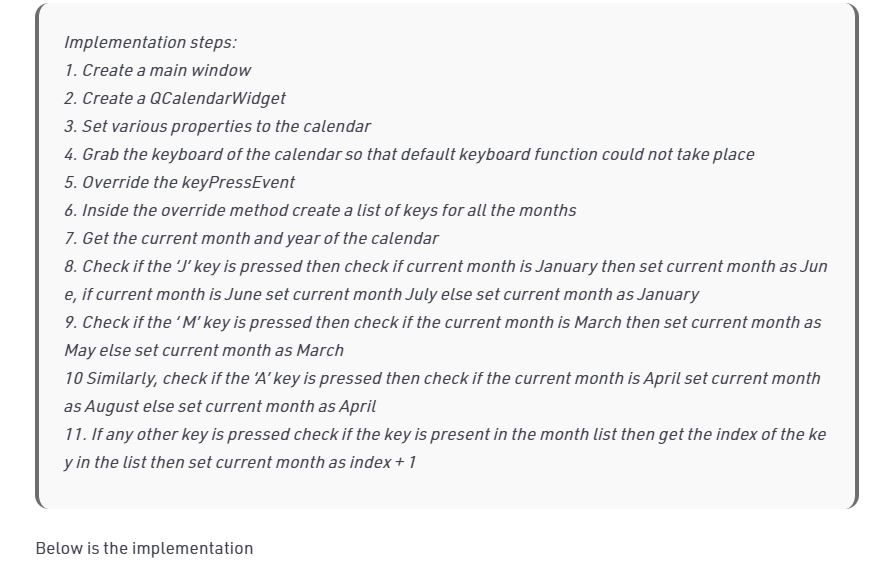 Implementation steps:
1. Create a main window
2. Create a QCalendarWidget
3. Set various properties to the calendar
4. Grab the keyboard of the calendar so that default keyboard function could not take place
5. Override the keyPressEvent
6. Inside the override method create a list of keys for all the months
7. Get the current month and year of the calendar
8. Check if the ‘J’ key is pressed then check if current month is January then set current month as Jun
e, if current month is June set current month July else set current month as January
9. Check if the ‘ M’ key is pressed then check if the current month is March then set current month as
May else set current month as March
10 Similarly, check if the ‘A’ key is pressed then check if the current month is April set current month
as August else set current month as April
11. If any other key is pressed check if the key is present in the month list then get the index of the ke
y in the list then set current month as index + 1
Below is the implementation